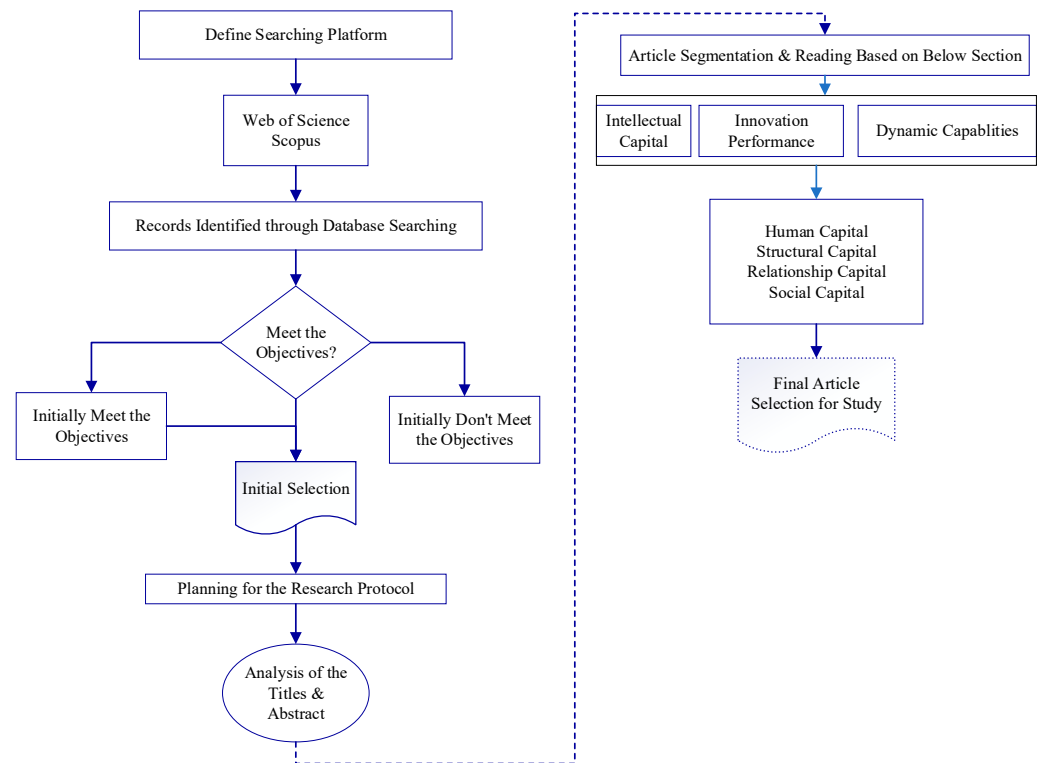 Define Searching Platform
Web of Science
Scopus
Records Identified through Database Searching
Meet the
Objectives?
Initially Meet the
Objectives
Initially Don't Meet
the Objectives
Initial Selection
Planning for the Research Protocol
Analysis of the
Titles &
Abstract
Article Segmentation & Reading Based on Below Section
Intellectual
Capital
Innovation
Performance
Dynamic Capablities
Human Capital
Structural Capital
Relationship Capital
Social Capital
Final Article
Selection for Study